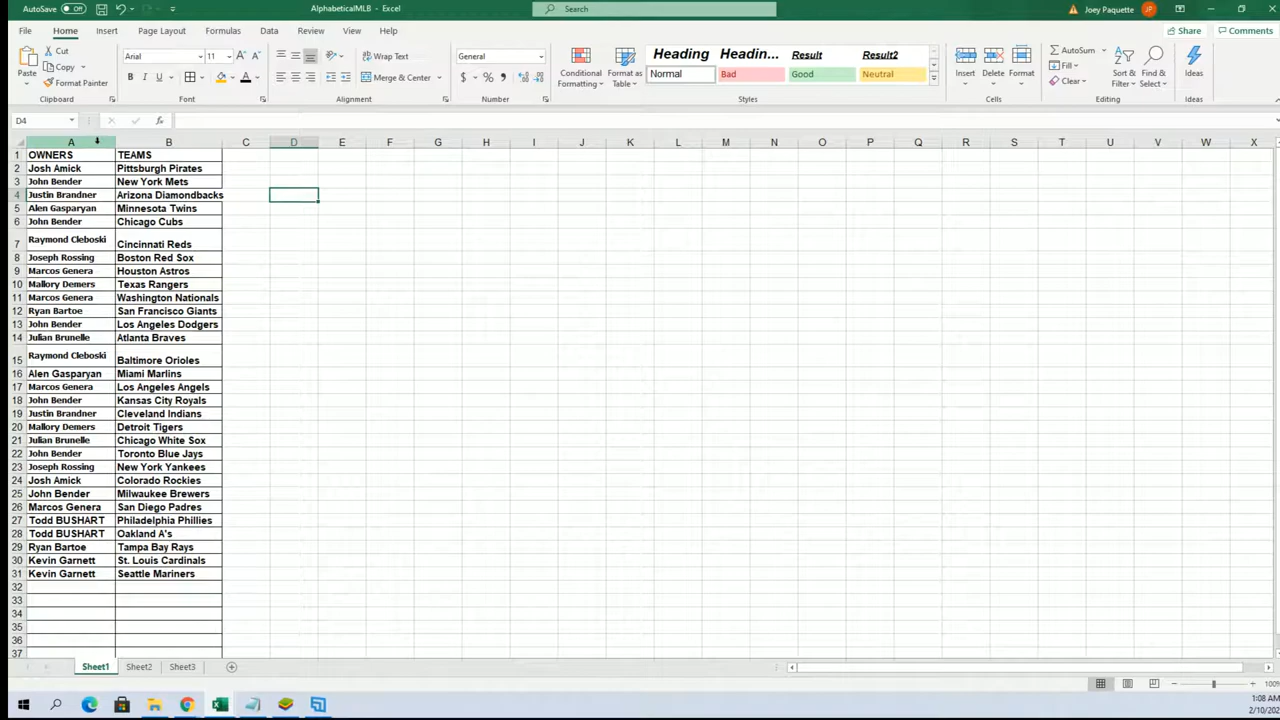 AutoSave Off AlphabeticalMLB - Excel Search Joey Paquette JP
File Home Insert Page Layout Formulas Data Review View Help Share Comments
Paste Cut Arial 11 Wrap Text General Heading Headin... Result Result2 AutoSum
Copy Conditional Format as Insert Delete Format Fill Sort & Find & Ideas
Format Painter B I U A Merge & Center $ % Formatting Table Normal Bad Good Neutral Clear Filter Select
Clipboard Font Alignment Number Styles Cells Editing Ideas
D4 fx
A B C D E F G H I J K L M N O P Q R S T U V W X
1 OWNERS TEAMS
2 Josh Amick Pittsburgh Pirates
3 John Bender New York Mets
4 Justin Brandner Arizona Diamondbacks
5 Alen Gasparyan Minnesota Twins
6 John Bender Chicago Cubs
7 Raymond Cleboski Cincinnati Reds
8 Joseph Rossing Boston Red Sox
9 Marcos Genera Houston Astros
10 Mallory Demers Texas Rangers
11 Marcos Genera Washington Nationals
12 Ryan Bartoe San Francisco Giants
13 John Bender Los Angeles Dodgers
14 Julian Brunelle Atlanta Braves
15 Raymond Cleboski Baltimore Orioles
16 Alen Gasparyan Miami Marlins
17 Marcos Genera Los Angeles Angels
18 John Bender Kansas City Royals
19 Justin Brandner Cleveland Indians
20 Mallory Demers Detroit Tigers
21 Julian Brunelle Chicago White Sox
22 John Bender Toronto Blue Jays
23 Joseph Rossing New York Yankees
24 Josh Amick Colorado Rockies
25 John Bender Milwaukee Brewers
26 Marcos Genera San Diego Padres
27 Todd BUSHART Philadelphia Phillies
28 Todd BUSHART Oakland A's
29 Ryan Bartoe Tampa Bay Rays
30 Kevin Garnett St. Louis Cardinals
31 Kevin Garnett Seattle Mariners
32
33
34
35
36
37
Sheet1 Sheet2 Sheet3
100%
1:08 AM
2/10/202